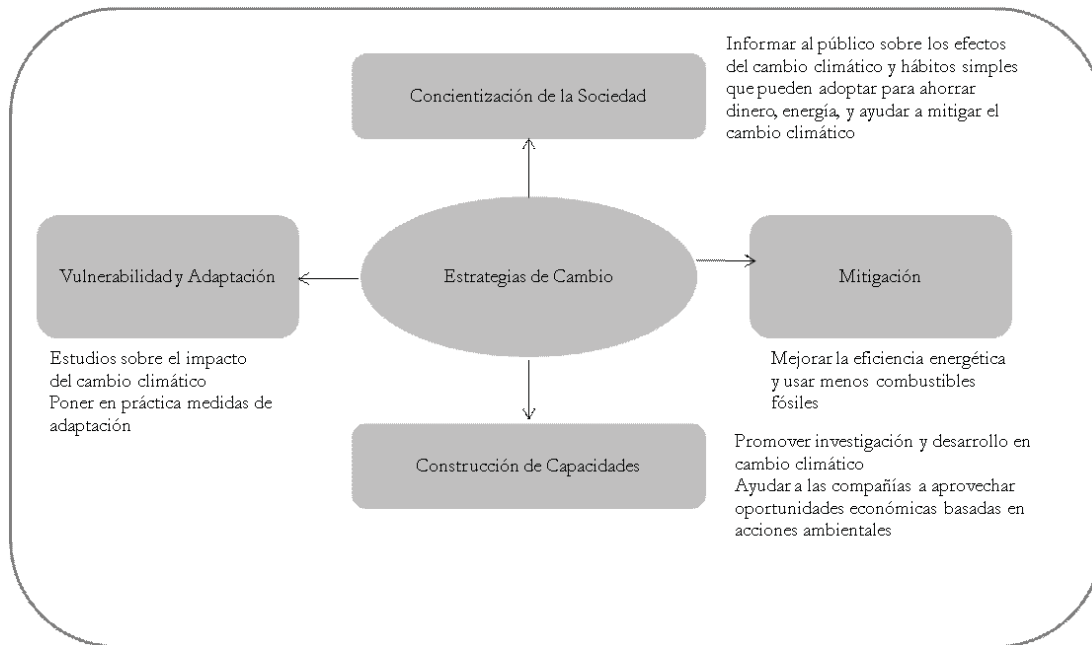 Informar al público sobre los efectos
del cambio climático y hábitos simples
que pueden adoptar para ahorrar
dinero, energía, y ayudar a mitigar el
cambio climático
Concientización de la Sociedad
Vulnerabilidad y Adaptación
Estrategias de Cambio
Mitigación
Estudios sobre el impacto
del cambio climático
Poner en práctica medidas de
adaptación
Mejorar la eficiencia energética
y usar menos combustibles
fósiles
Construcción de Capacidades
Promover investigación y desarrollo en
cambio climático
Ayudar a las compañías a aprovechar
oportunidades económicas basadas en
acciones ambientales